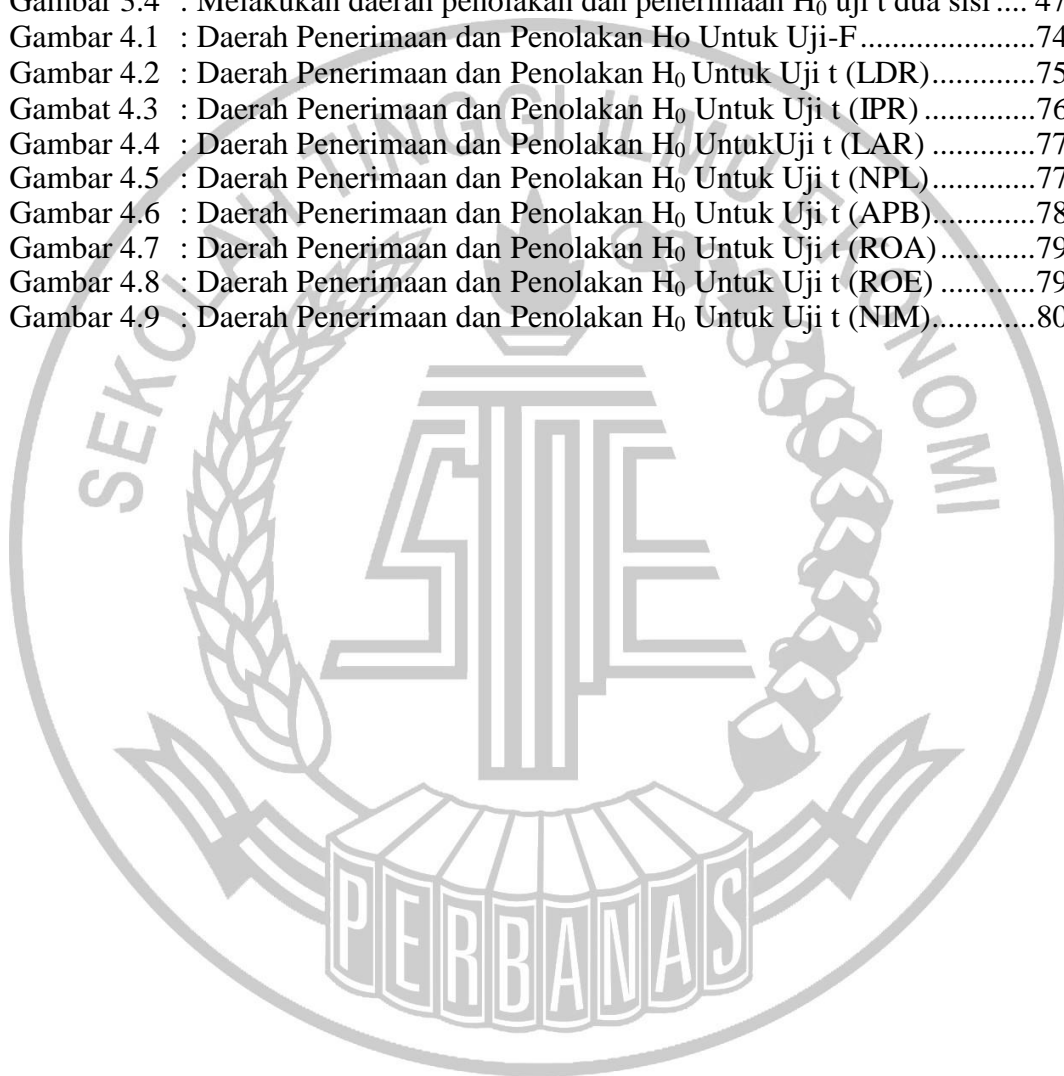 Gambar 3.4 : Melakukan daerah penolakan dan penerimaan H₀ uji t dua sisi .... 47
Gambar 4.1 : Daerah Penerimaan dan Penolakan Ho Untuk Uji-F......................74
Gambar 4.2 : Daerah Penerimaan dan Penolakan H₀ Untuk Uji t (LDR).............75
Gambat 4.3 : Daerah Penerimaan dan Penolakan H₀ Untuk Uji t (IPR) ..............76
Gambar 4.4 : Daerah Penerimaan dan Penolakan H₀ UntukUji t (LAR) .............77
Gambar 4.5 : Daerah Penerimaan dan Penolakan H₀ Untuk Uji t (NPL).............77
Gambar 4.6 : Daerah Penerimaan dan Penolakan H₀ Untuk Uji t (APB).............78
Gambar 4.7 : Daerah Penerimaan dan Penolakan H₀ Untuk Uji t (ROA)............79
Gambar 4.8 : Daerah Penerimaan dan Penolakan H₀ Untuk Uji t (ROE) ............79
Gambar 4.9 : Daerah Penerimaan dan Penolakan H₀ Untuk Uji t (NIM).............80
SEKOLAH TINGGI ILMU EKONOMI
STIE
PERBANAS